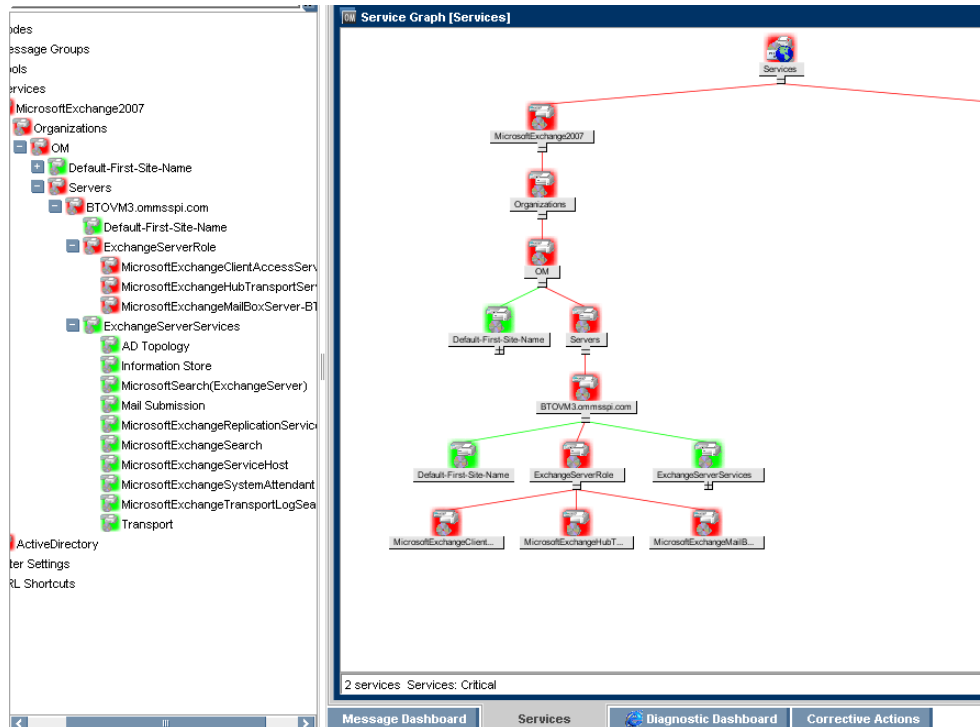 odes
essage Groups
ools
ervices
MicrosoftExchange2007
Organizations
OM
Default-First-Site-Name
Servers
BTOVM3.ommsspi.com
Default-First-Site-Name
ExchangeServerRole
MicrosoftExchangeClientAccessServ
MicrosoftExchangeHubTransportSer
MicrosoftExchangeMailBoxServer-BT
ExchangeServerServices
AD Topology
Information Store
MicrosoftSearch(ExchangeServer)
Mail Submission
MicrosoftExchangeReplicationService
MicrosoftExchangeSearch
MicrosoftExchangeServiceHost
MicrosoftExchangeSystemAttendant
MicrosoftExchangeTransportLogSea
Transport
ActiveDirectory
ter Settings
RL Shortcuts
OM Service Graph [Services]
Services
MicrosoftExchange2007
Organizations
OM
Default-First-Site-Name Servers
BTOVM3.ommsspi.com
Default-First-Site-Name ExchangeServerRole ExchangeServerServices
MicrosoftExchangeClient... MicrosoftExchangeHubT... MicrosoftExchangeMailB...
2 services Services: Critical
Message Dashboard Services Diagnostic Dashboard Corrective Actions